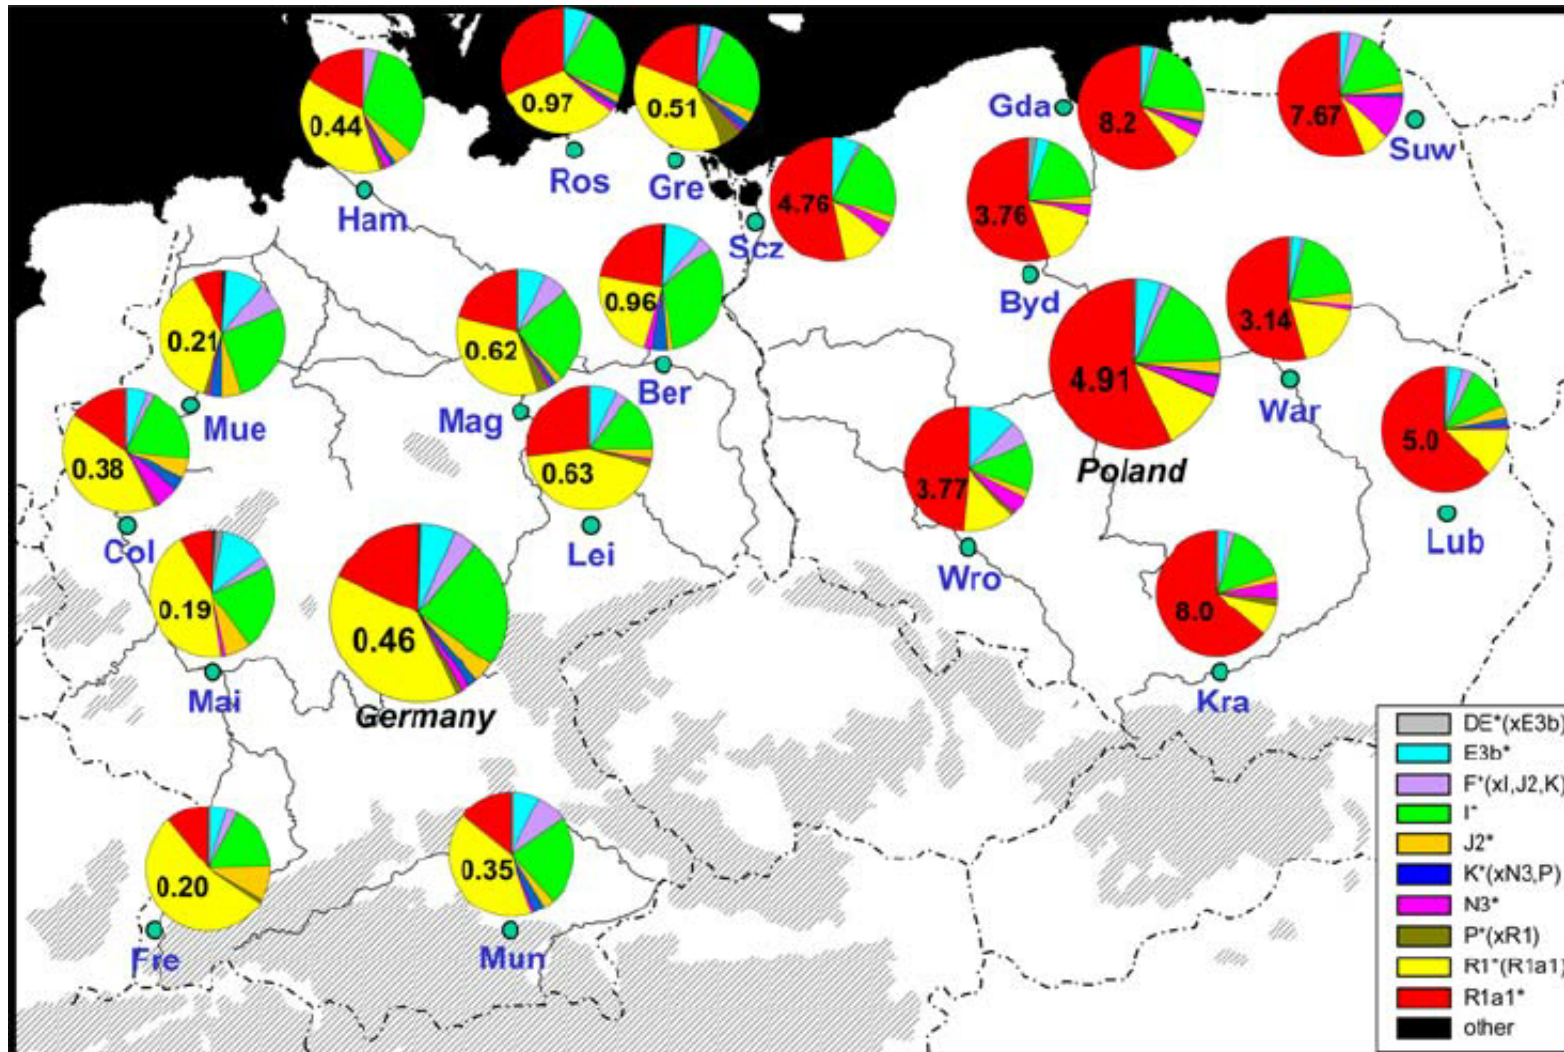 0.97
0.51
0.44
8.2
7.67
Gda
Suw
Ros
Gre
Ham
4.76
3.76
Scz
Byd
0.96
0.21
0.62
3.14
4.91
Ber
War
Mue
Mag
0.38
0.63
3.77
5.0
Poland
Col
Lei
Wro
Lub
0.19
0.46
8.0
Mai
Germany
Kra
0.20
0.35
Fre
Mun
DE*(xE3b)
E3b*
F*(xI,J2,K)
I*
J2*
K*(xN3,P)
N3*
P*(xR1)
R1*(R1a1)
R1a1*
other